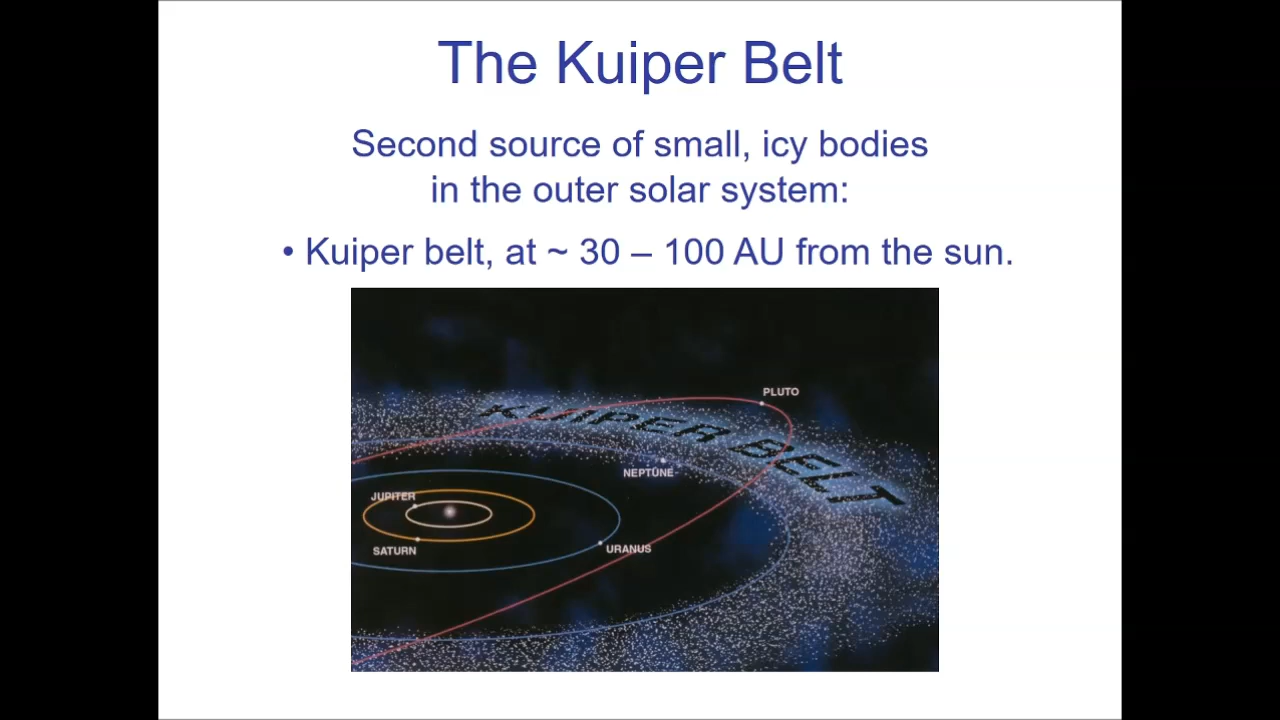 The Kuiper Belt
Second source of small, icy bodies
in the outer solar system:
• Kuiper belt, at ~ 30 – 100 AU from the sun.
PLUTO
KUIPER BELT
NEPTUNE
JUPITER
SATURN
URANUS